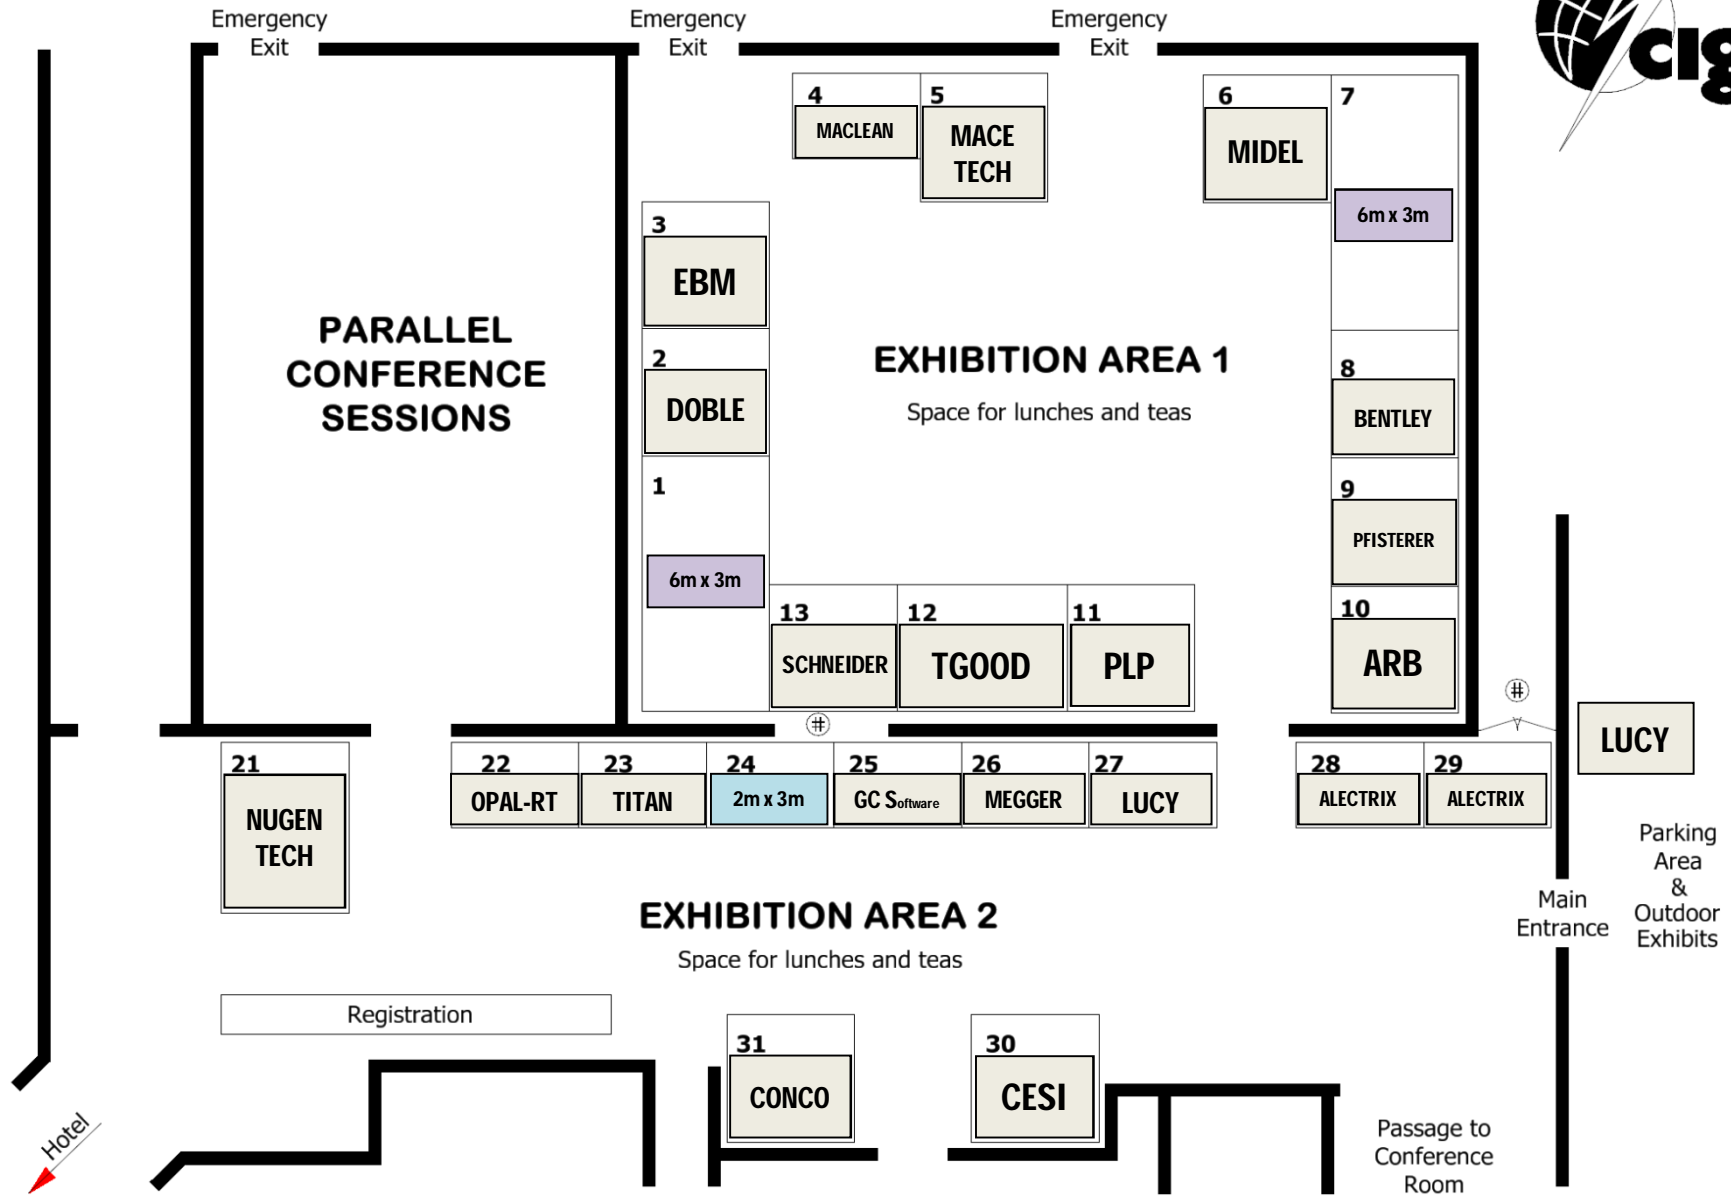 Emergency
Exit
Emergency
Exit
Emergency
Exit
4
MACLEAN
5
MACE
TECH
6
MIDEL
7
6m x 3m
3
EBM
PARALLEL
CONFERENCE
SESSIONS
2
DOBLE
EXHIBITION AREA 1
Space for lunches and teas
8
BENTLEY
1
6m x 3m
9
PFISTERER
13
SCHNEIDER
12
TGOOD
11
PLP
10
ARB
#
#
LUCY
21
NUGEN
TECH
22
OPAL-RT
23
TITAN
24
2m x 3m
25
GC Software
26
MEGGER
27
LUCY
28
ALECTRIX
29
ALECTRIX
Parking
Area
&
Outdoor
Exhibits
Main
Entrance
EXHIBITION AREA 2
Space for lunches and teas
Registration
31
CONCO
30
CESI
Hotel
Passage to
Conference
Room